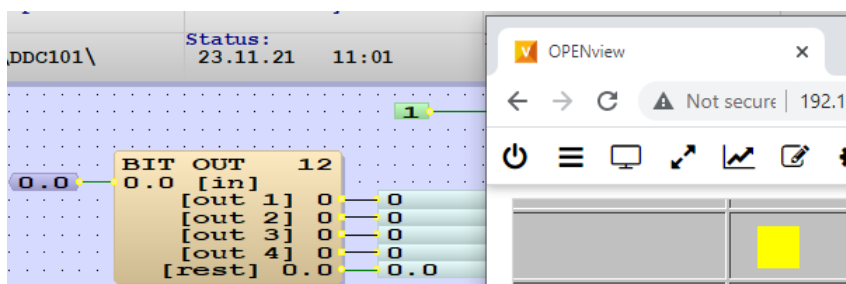 Status:
\DDC101\ 23.11.21 11:01
1
BIT OUT 12
0.0 0.0 [in]
[out 1] 0 0
[out 2] 0 0
[out 3] 0 0
[out 4] 0 0
[rest] 0.0 0.0
OPENview
Not secure 192.1